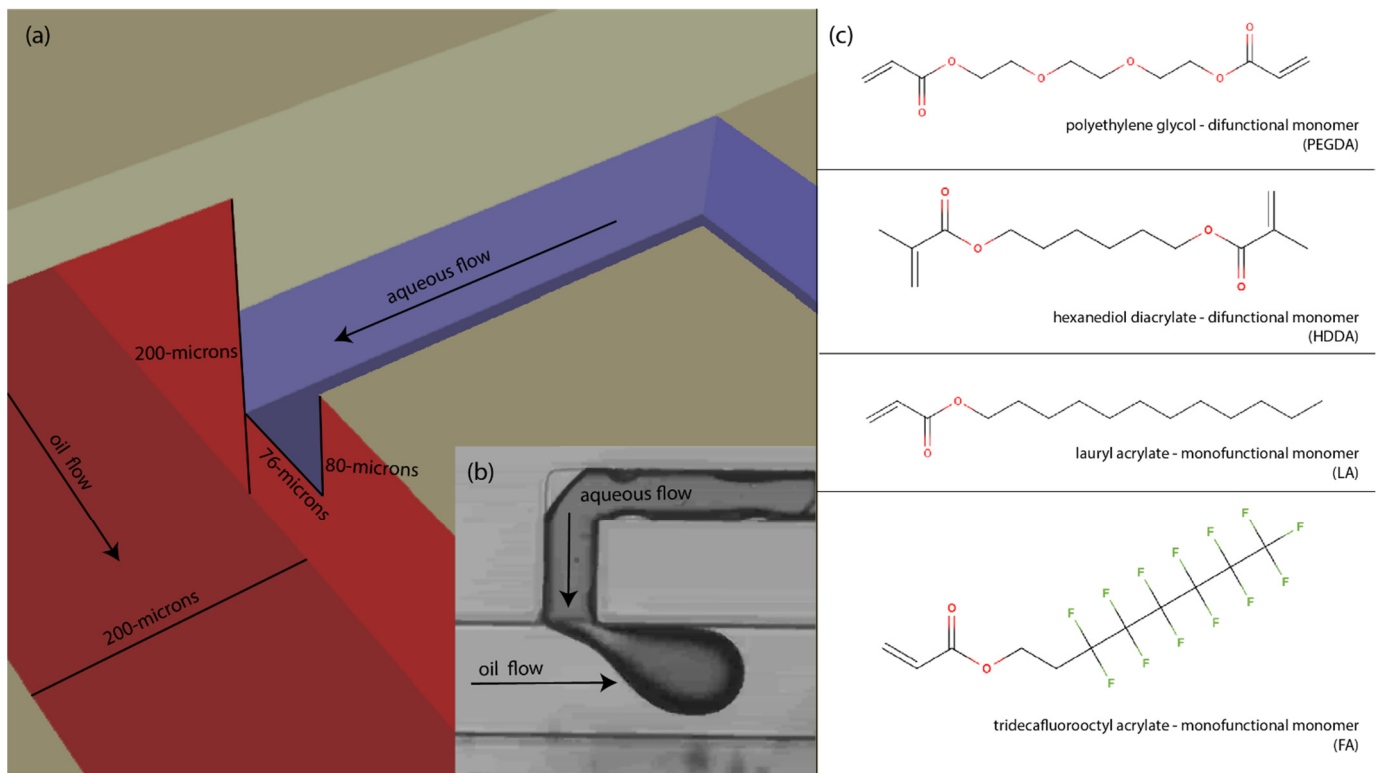 (a)
aqueous flow
200-microns
oil flow
76-microns
80-microns
200-microns
(b)
aqueous flow
oil flow
(c)
O
O
O
O
O
O
polyethylene glycol - difunctional monomer
(PEGDA)
O
O
O
O
hexanediol diacrylate - difunctional monomer
(HDDA)
O
O
lauryl acrylate - monofunctional monomer
(LA)
F
F
F
F
F
F
F
F
F
F
F
F
F
O
O
tridecafluorooctyl acrylate - monofunctional monomer
(FA)